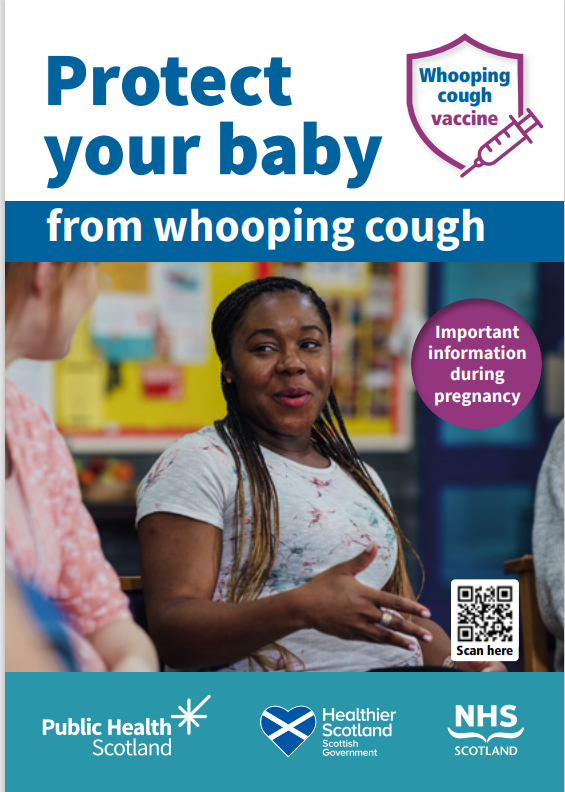 Protect
your baby
from whooping cough
Whooping
cough
vaccine
Important
information
during
pregnancy
Scan here
Public Health
Scotland
Healthier
Scotland
Scottish
Government
NHS
SCOTLAND